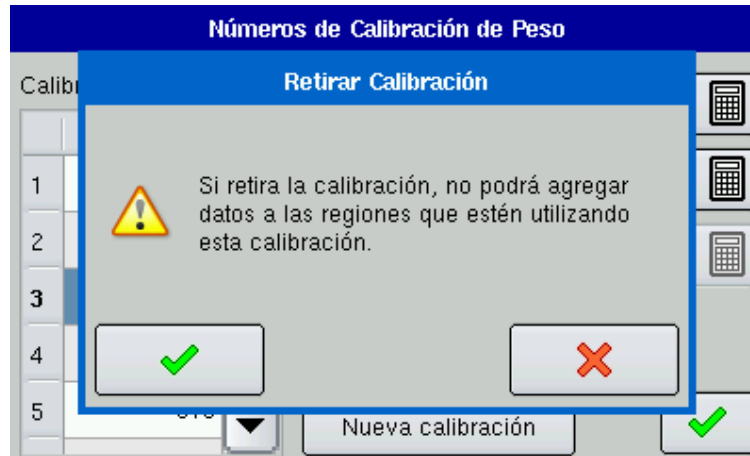 Números de Calibración de Peso
Retirar Calibración
Si retira la calibración, no podrá agregar
datos a las regiones que estén utilizando
esta calibración.
1
2
3
4
5
Nueva calibración